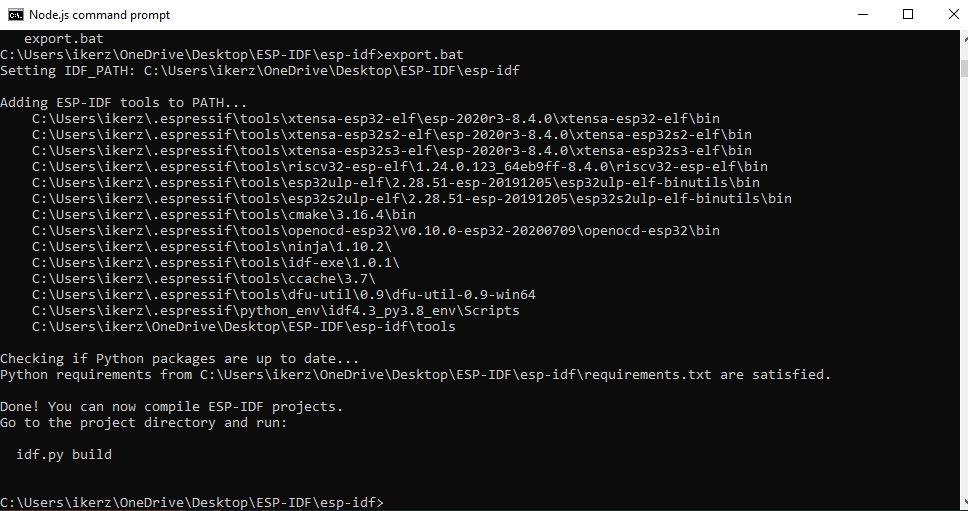 Node.js command prompt
export.bat
C:\Users\ikerz\OneDrive\Desktop\ESP-IDF\esp-idf>export.bat
Setting IDF_PATH: C:\Users\ikerz\OneDrive\Desktop\ESP-IDF\esp-idf
Adding ESP-IDF tools to PATH...
C:\Users\ikerz\.espressif\tools\xtensa-esp32-elf\esp-2020r3-8.4.0\xtensa-esp32-elf\bin
C:\Users\ikerz\.espressif\tools\xtensa-esp32s2-elf\esp-2020r3-8.4.0\xtensa-esp32s2-elf\bin
C:\Users\ikerz\.espressif\tools\xtensa-esp32s3-elf\esp-2020r3-8.4.0\xtensa-esp32s3-elf\bin
C:\Users\ikerz\.espressif\tools\riscv32-esp-elf\1.24.0.123_64eb9ff-8.4.0\riscv32-esp-elf\bin
C:\Users\ikerz\.espressif\tools\esp32ulp-elf\2.28.51-esp-20191205\esp32ulp-elf-binutils\bin
C:\Users\ikerz\.espressif\tools\esp32s2ulp-elf\2.28.51-esp-20191205\esp32s2ulp-elf-binutils\bin
C:\Users\ikerz\.espressif\tools\cmake\3.16.4\bin
C:\Users\ikerz\.espressif\tools\openocd-esp32\v0.10.0-esp32-20200709\openocd-esp32\bin
C:\Users\ikerz\.espressif\tools\ninja\1.10.2\
C:\Users\ikerz\.espressif\tools\idf-exe\1.0.1\
C:\Users\ikerz\.espressif\tools\ccache\3.7\
C:\Users\ikerz\.espressif\tools\dfu-util\0.9\dfu-util-0.9-win64
C:\Users\ikerz\.espressif\python_env\idf4.3_py3.8_env\Scripts
C:\Users\ikerz\OneDrive\Desktop\ESP-IDF\esp-idf\tools
Checking if Python packages are up to date...
Python requirements from C:\Users\ikerz\OneDrive\Desktop\ESP-IDF\esp-idf\requirements.txt are satisfied.
Done! You can now compile ESP-IDF projects.
Go to the project directory and run:
idf.py build
C:\Users\ikerz\OneDrive\Desktop\ESP-IDF\esp-idf>